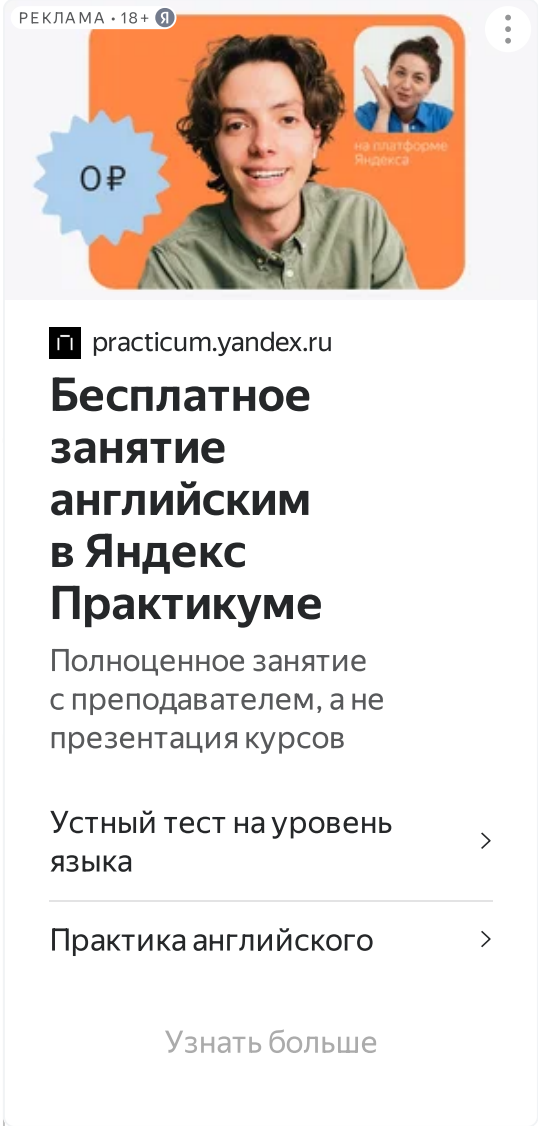 РЕКЛАМА • 18+ Я
0 ₽
на платформе
Яндекса
practicum.yandex.ru
Бесплатное
занятие
английским
в Яндекс
Практикуме
Полноценное занятие
с преподавателем, а не
презентация курсов
Устный тест на уровень
языка
Практика английского
Узнать больше